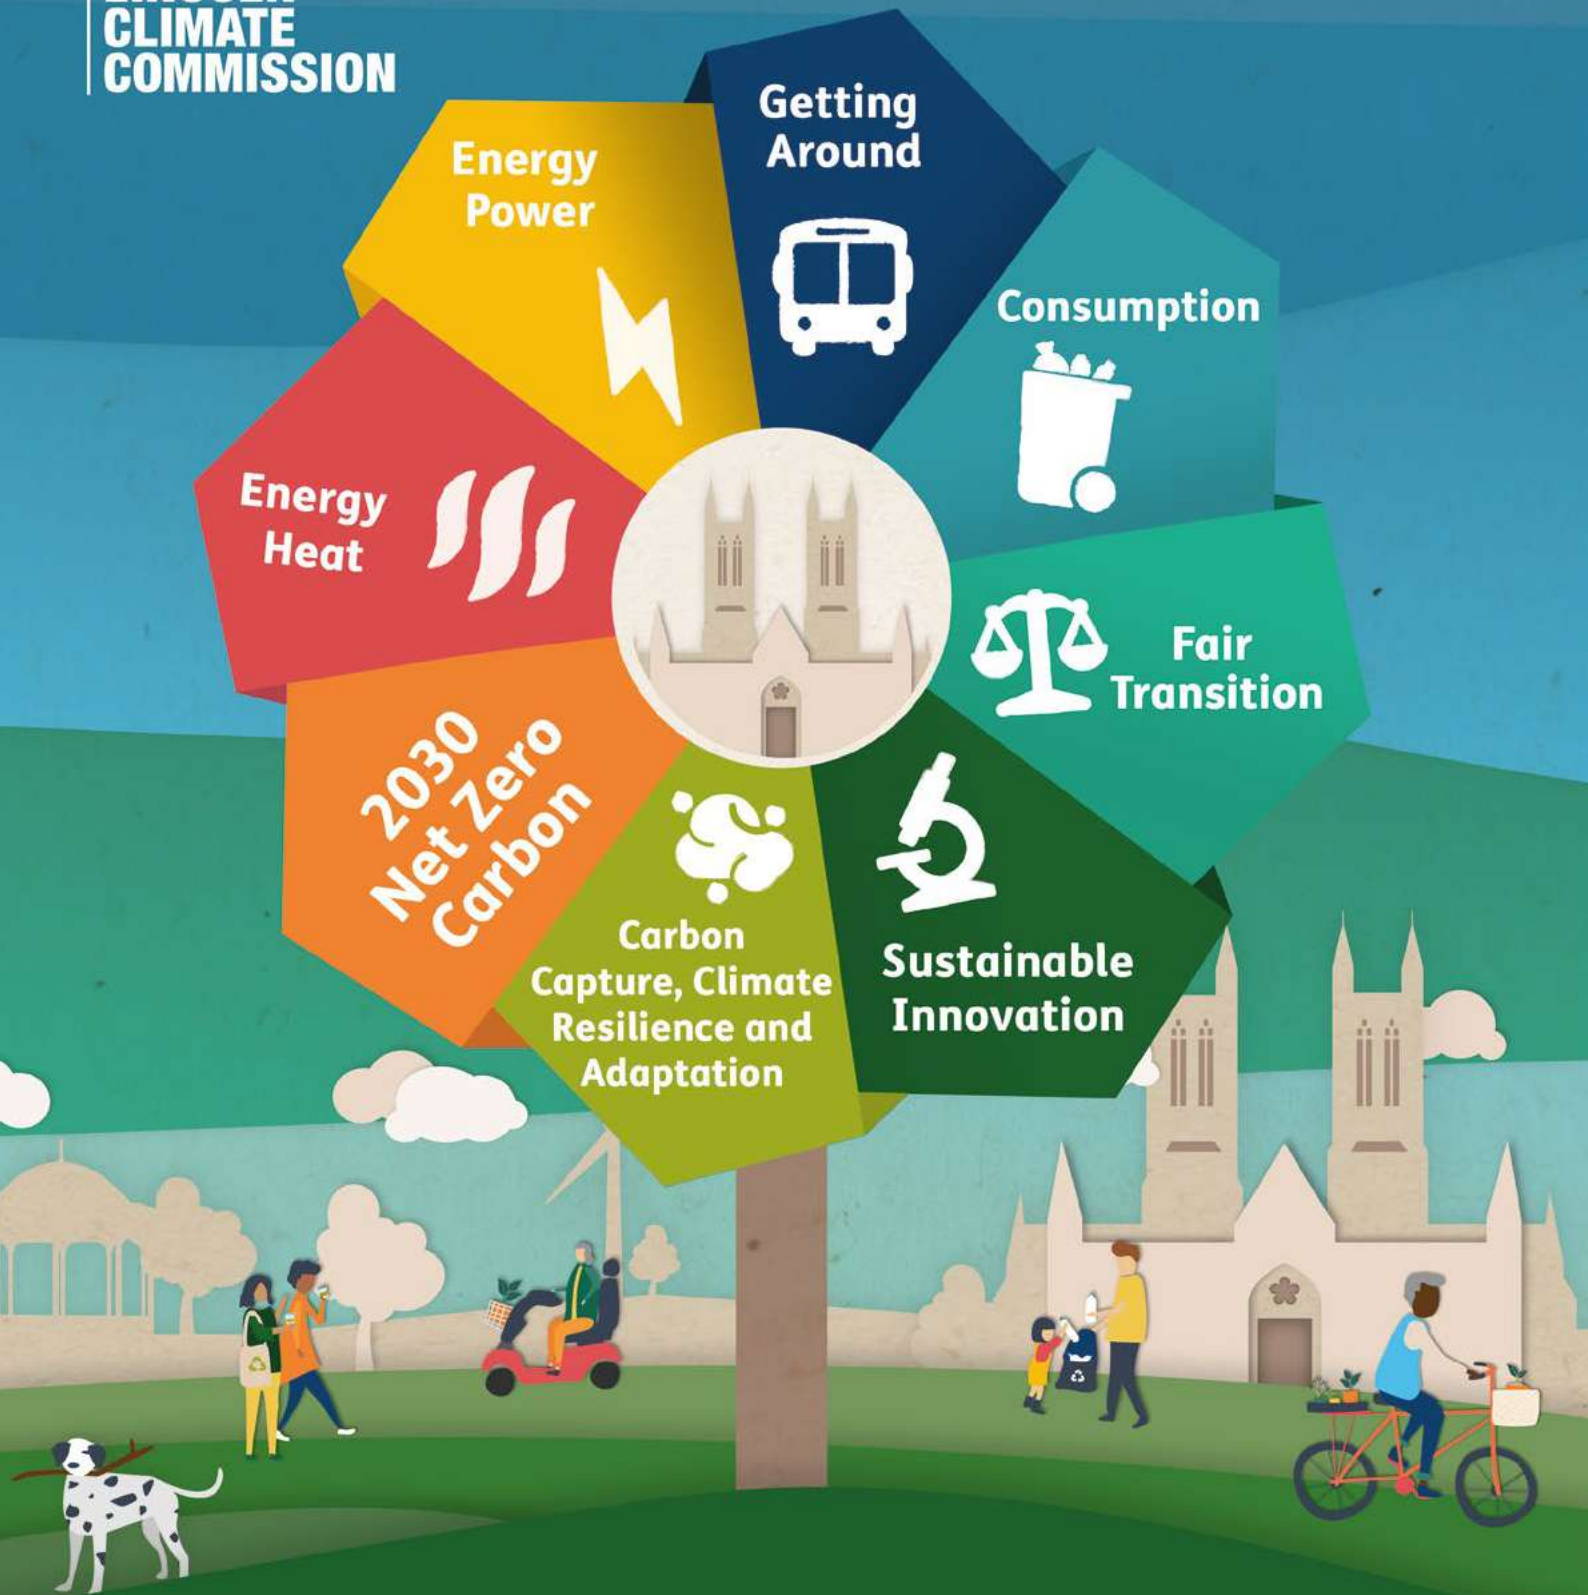 CLIMATE
COMMISSION
Energy
Power
Getting
Around
Consumption
Energy
Heat
Fair
Transition
2030
Net Zero
Carbon
Carbon
Capture, Climate
Resilience and
Adaptation
Sustainable
Innovation